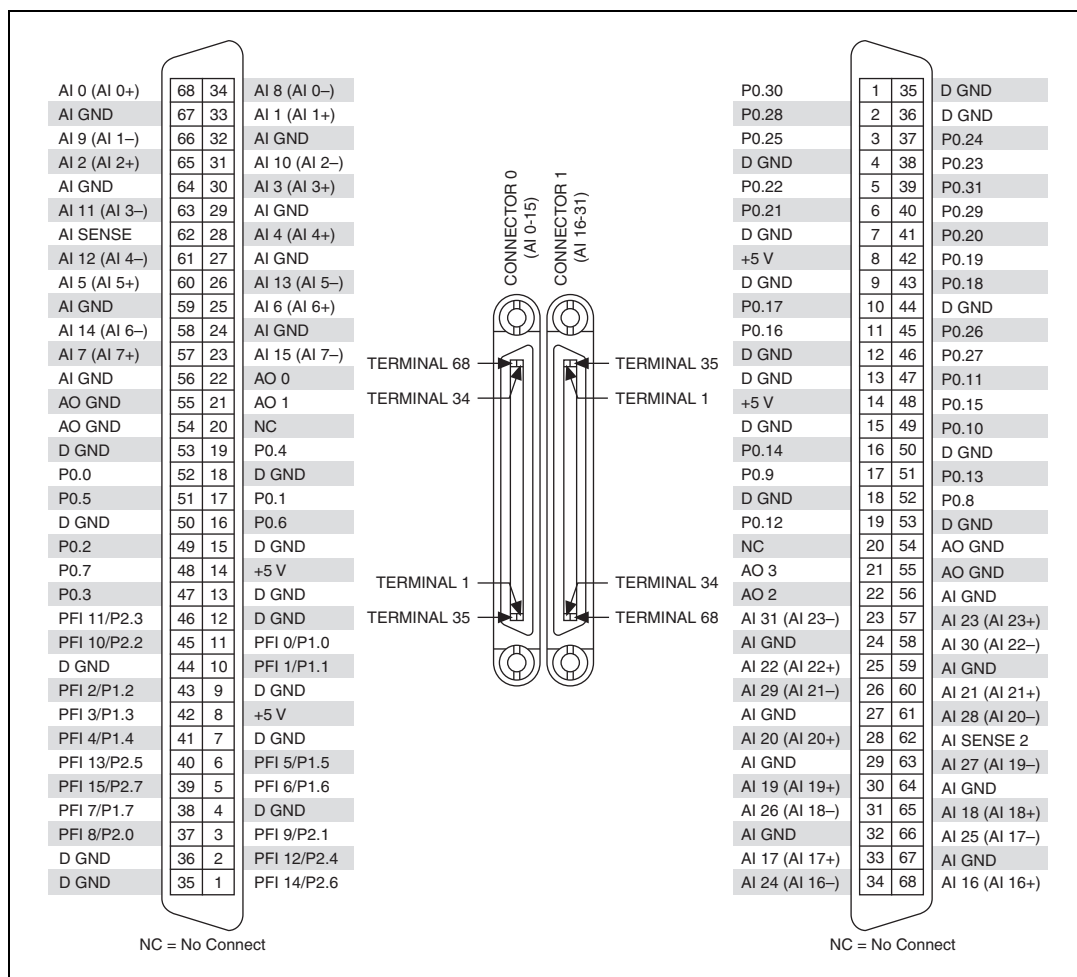 AI 0 (AI 0+) 68 34 AI 8 (AI 0–)
AI GND 67 33 AI 1 (AI 1+)
AI 9 (AI 1–) 66 32 AI GND
AI 2 (AI 2+) 65 31 AI 10 (AI 2–)
AI GND 64 30 AI 3 (AI 3+)
AI 11 (AI 3–) 63 29 AI GND
AI SENSE 62 28 AI 4 (AI 4+)
AI 12 (AI 4–) 61 27 AI GND
AI 5 (AI 5+) 60 26 AI 13 (AI 5–)
AI GND 59 25 AI 6 (AI 6+)
AI 14 (AI 6–) 58 24 AI GND
AI 7 (AI 7+) 57 23 AI 15 (AI 7–)
AI GND 56 22 AO 0
AO GND 55 21 AO 1
AO GND 54 20 NC
D GND 53 19 P0.4
P0.0 52 18 D GND
P0.5 51 17 P0.1
D GND 50 16 P0.6
P0.2 49 15 D GND
P0.7 48 14 +5 V
P0.3 47 13 D GND
PFI 11/P2.3 46 12 D GND
PFI 10/P2.2 45 11 PFI 0/P1.0
D GND 44 10 PFI 1/P1.1
PFI 2/P1.2 43 9 D GND
PFI 3/P1.3 42 8 +5 V
PFI 4/P1.4 41 7 D GND
PFI 13/P2.5 40 6 PFI 5/P1.5
PFI 15/P2.7 39 5 PFI 6/P1.6
PFI 7/P1.7 38 4 D GND
PFI 8/P2.0 37 3 PFI 9/P2.1
D GND 36 2 PFI 12/P2.4
D GND 35 1 PFI 14/P2.6
NC = No Connect
CONNECTOR 0
(AI 0-15)
CONNECTOR 1
(AI 16-31)
TERMINAL 68
TERMINAL 35
TERMINAL 34
TERMINAL 1
TERMINAL 1
TERMINAL 34
TERMINAL 35
TERMINAL 68
P0.30 1 35 D GND
P0.28 2 36 D GND
P0.25 3 37 P0.24
D GND 4 38 P0.23
P0.22 5 39 P0.31
P0.21 6 40 P0.29
D GND 7 41 P0.20
+5 V 8 42 P0.19
D GND 9 43 P0.18
P0.17 10 44 D GND
P0.16 11 45 P0.26
D GND 12 46 P0.27
D GND 13 47 P0.11
+5 V 14 48 P0.15
D GND 15 49 P0.10
P0.14 16 50 D GND
P0.9 17 51 P0.13
D GND 18 52 P0.8
P0.12 19 53 D GND
NC 20 54 AO GND
AO 3 21 55 AO GND
AO 2 22 56 AI GND
AI 31 (AI 23–) 23 57 AI 23 (AI 23+)
AI GND 24 58 AI 30 (AI 22–)
AI 22 (AI 22+) 25 59 AI GND
AI 29 (AI 21–) 26 60 AI 21 (AI 21+)
AI GND 27 61 AI 28 (AI 20–)
AI 20 (AI 20+) 28 62 AI SENSE 2
AI GND 29 63 AI 27 (AI 19–)
AI 19 (AI 19+) 30 64 AI GND
AI 26 (AI 18–) 31 65 AI 18 (AI 18+)
AI GND 32 66 AI 25 (AI 17–)
AI 17 (AI 17+) 33 67 AI GND
AI 24 (AI 16–) 34 68 AI 16 (AI 16+)
NC = No Connect